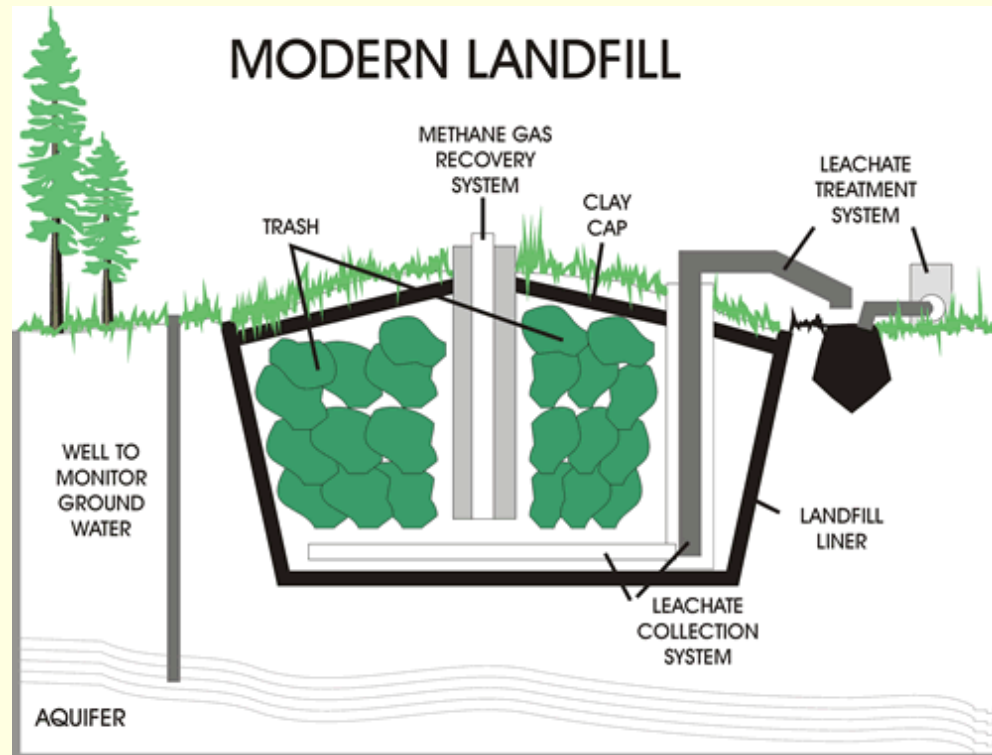 MODERN LANDFILL
METHANE GAS
RECOVERY
SYSTEM
LEACHATE
TREATMENT
SYSTEM
TRASH
CLAY
CAP
WELL TO
MONITOR
GROUND
WATER
LANDFILL
LINER
LEACHATE
COLLECTION
SYSTEM
AQUIFER